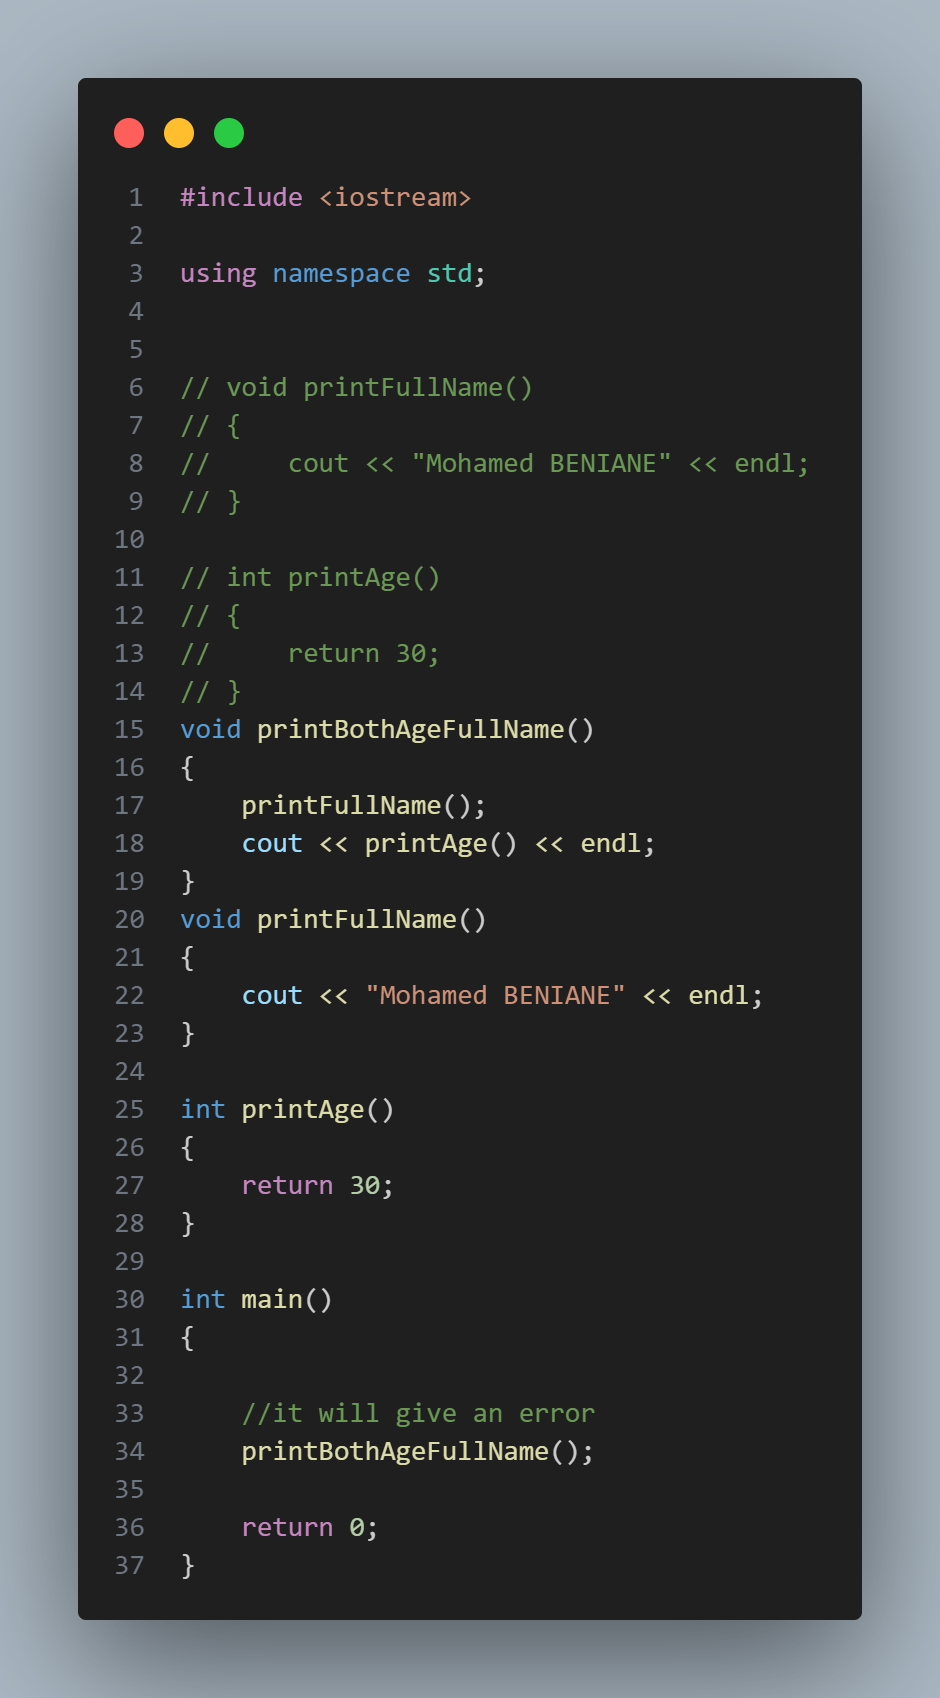 1 #include <iostream>
2
3 using namespace std;
4
5
6 // void printFullName()
7 // {
8 //     cout << "Mohamed BENIANE" << endl;
9 // }
10
11 // int printAge()
12 // {
13 //     return 30;
14 // }
15 void printBothAgeFullName()
16 {
17     printFullName();
18     cout << printAge() << endl;
19 }
20 void printFullName()
21 {
22     cout << "Mohamed BENIANE" << endl;
23 }
24
25 int printAge()
26 {
27     return 30;
28 }
29
30 int main()
31 {
32
33     //it will give an error
34     printBothAgeFullName();
35
36     return 0;
37 }